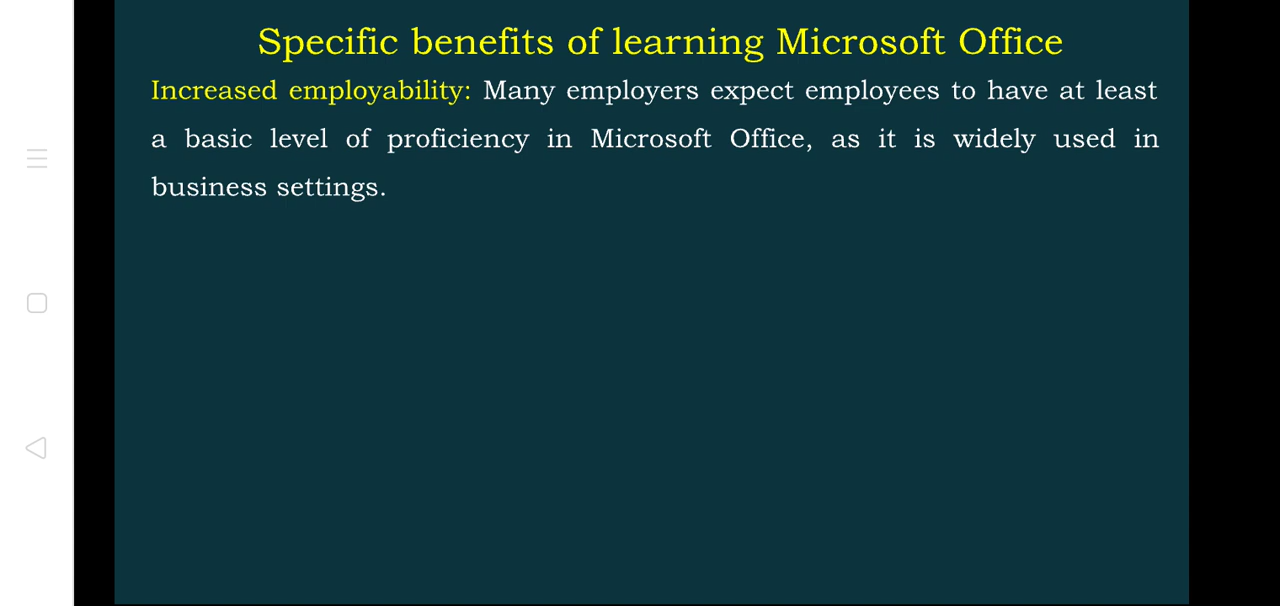 Specific benefits of learning Microsoft Office
Increased employability: Many employers expect employees to have at least
a basic level of proficiency in Microsoft Office, as it is widely used in
business settings.